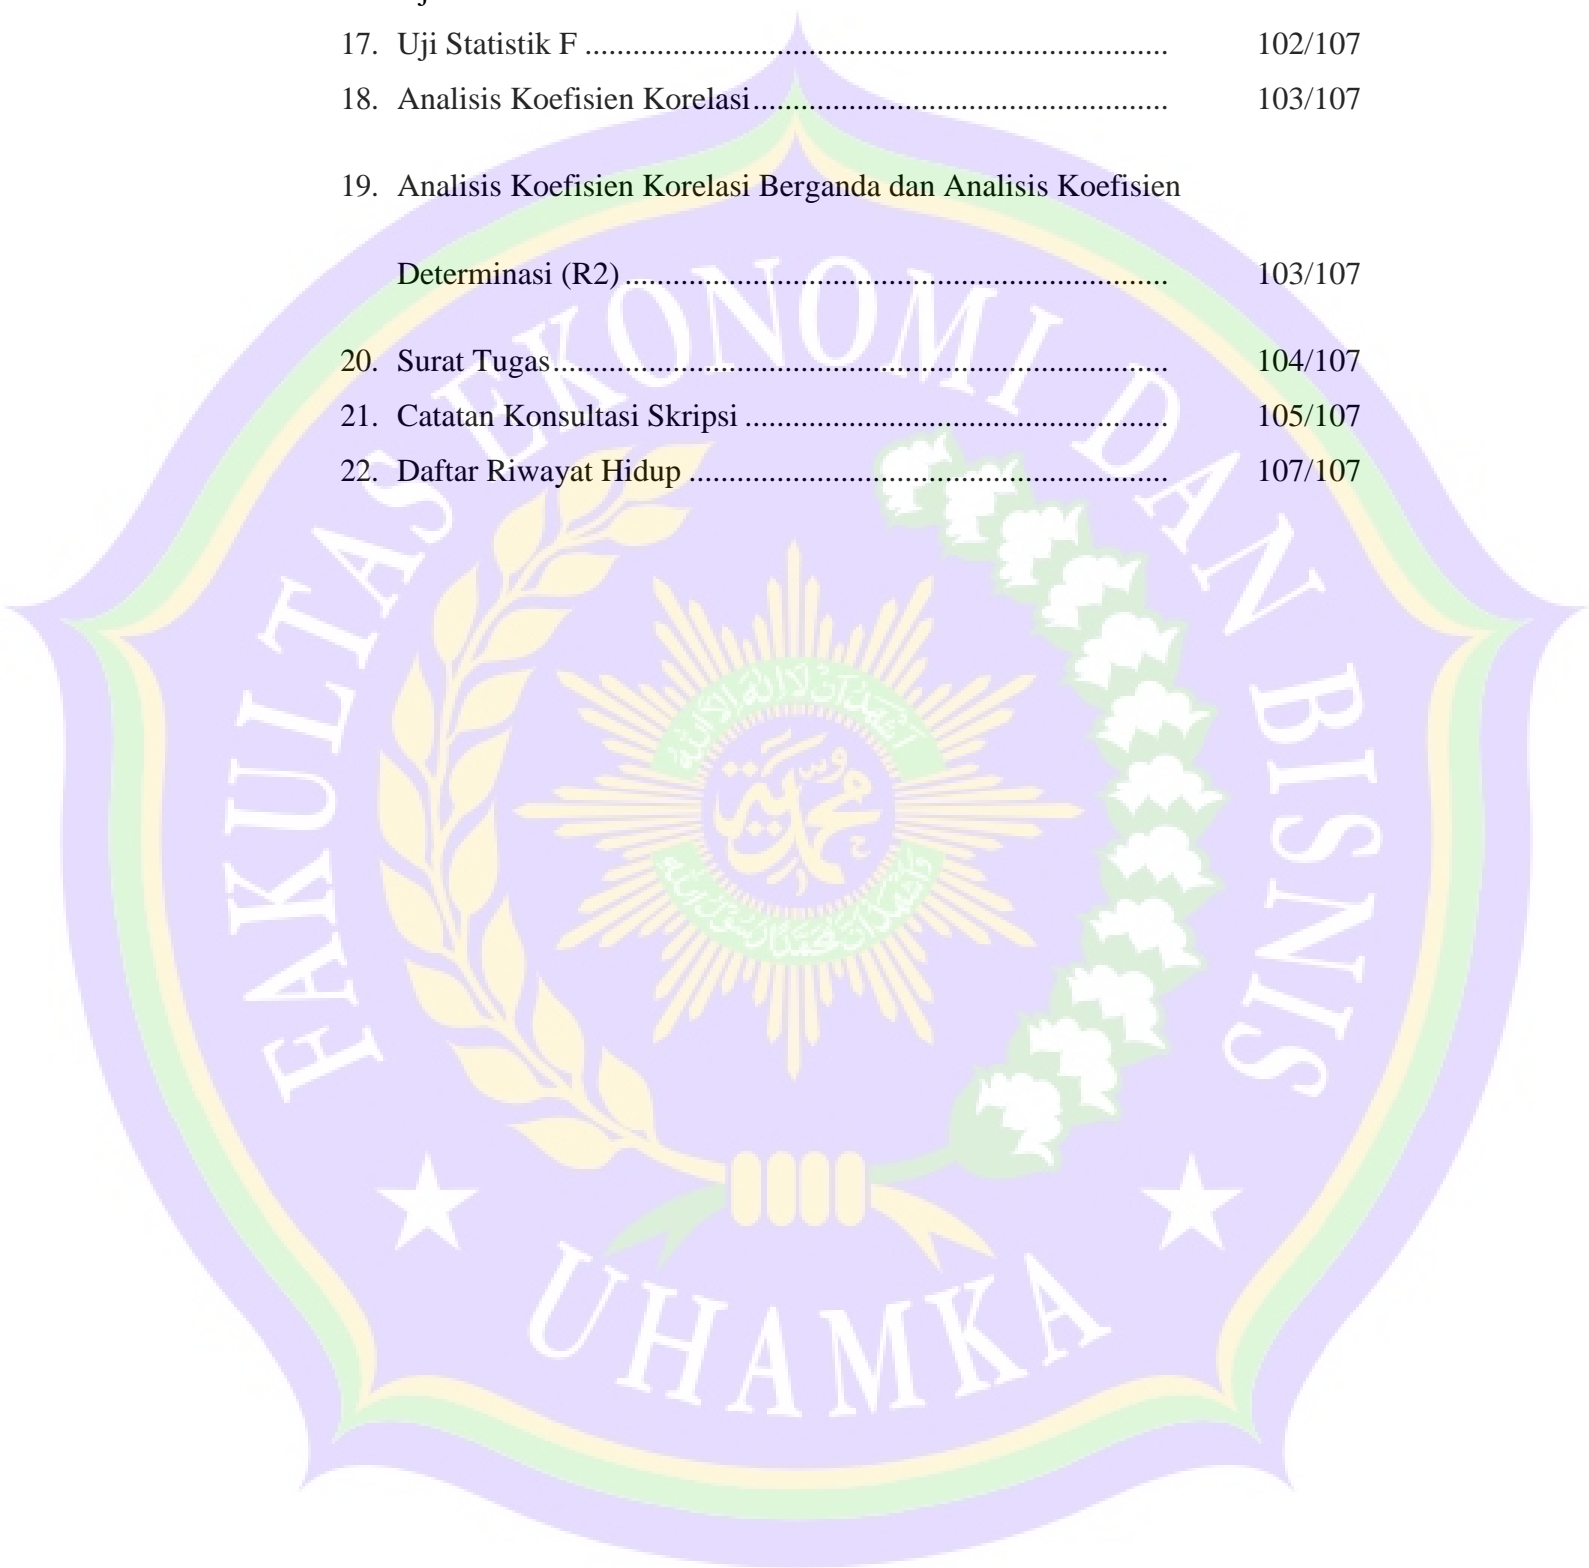 17. Uji Statistik F ........................................................................ 102/107
18. Analisis Koefisien Korelasi.................................................... 103/107
19. Analisis Koefisien Korelasi Berganda dan Analisis Koefisien
Determinasi (R2) ................................................................... 103/107
20. Surat Tugas............................................................................ 104/107
21. Catatan Konsultasi Skripsi .................................................... 105/107
22. Daftar Riwayat Hidup ........................................................... 107/107
FAKULTAS EKONOMI DAN BISNIS
محمدية
UHAMKA